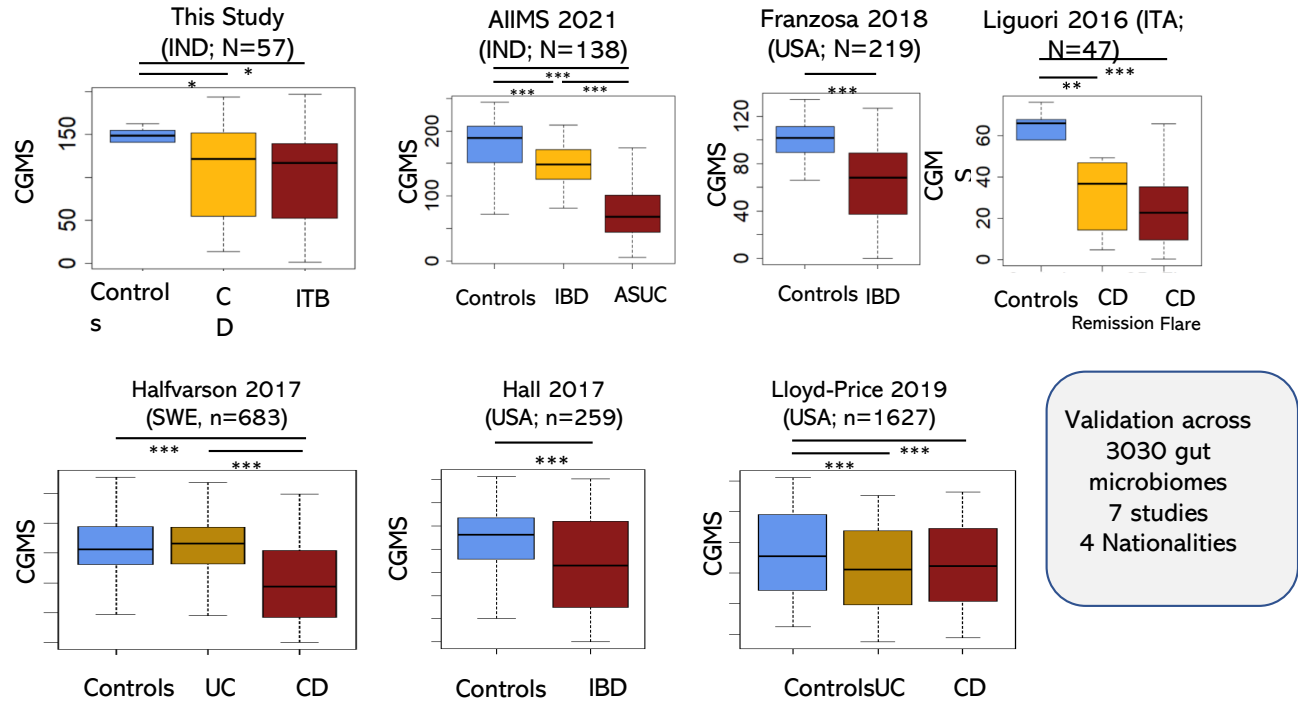 This Study
(IND; N=57)
*
*
CGMS
150
50
0
Control
s
C
D
ITB
AIIMS 2021
(IND; N=138)
***
***
***
CGMS
200
100
0
Controls
IBD
ASUC
Franzosa 2018
(USA; N=219)
***
CGMS
120
80
40
0
Controls
IBD
Liguori 2016 (ITA;
N=47)
***
**
CGM
S
60
40
20
0
Controls
CD
Remission
CD
Flare
Halfvarson 2017
(SWE, n=683)
***
***
CGMS
Controls
UC
CD
Hall 2017
(USA; n=259)
***
CGMS
Controls
IBD
Lloyd-Price 2019
(USA; n=1627)
***
***
CGMS
Controls
UC
CD
Validation across
3030 gut
microbiomes
7 studies
4 Nationalities